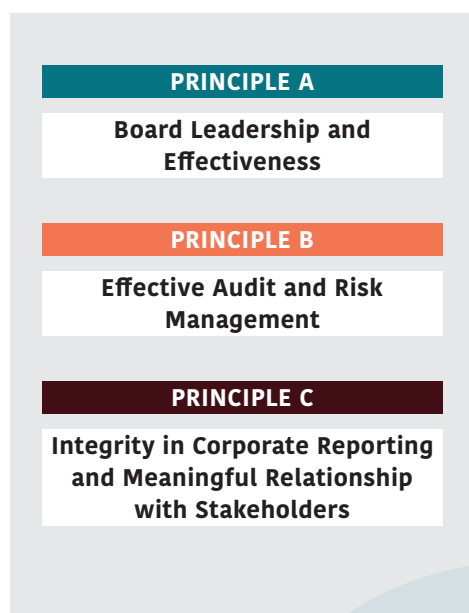 PRINCIPLE A
Board Leadership and
Effectiveness
PRINCIPLE B
Effective Audit and Risk
Management
PRINCIPLE C
Integrity in Corporate Reporting
and Meaningful Relationship
with Stakeholders